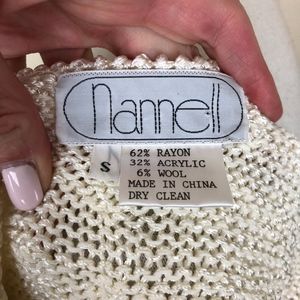 nannell
S
62% RAYON
32% ACRYLIC
6% WOOL
MADE IN CHINA
DRY CLEAN